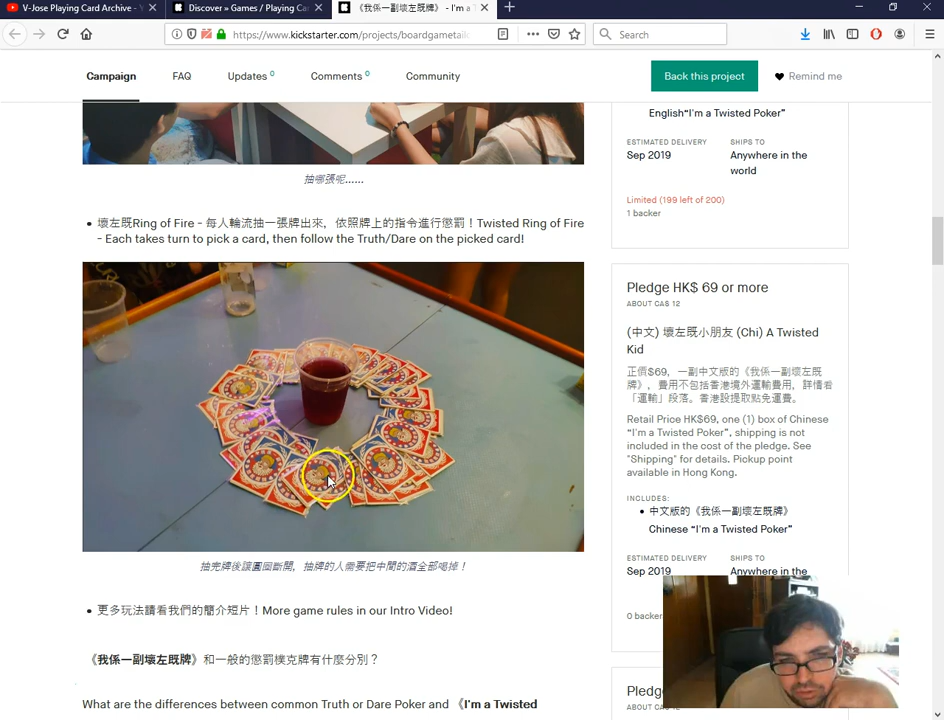 V-Jose Playing Card Archive - Y
Discover » Games / Playing Car
《我係一副壞左既牌》 - I'm a T
https://www.kickstarter.com/projects/boardgametaik
Search
Campaign
FAQ
Updates 0
Comments 0
Community
Back this project
Remind me
抽哪張呢......
壞左既Ring of Fire - 每人輪流抽一張牌出來，依照牌上的指令進行懲罰！Twisted Ring of Fire
- Each takes turn to pick a card, then follow the Truth/Dare on the picked card!
抽完牌後讓圓圈斷開，抽牌的人需要把中間的酒全部喝掉！
更多玩法請看我們的簡介短片！More game rules in our Intro Video!
《我係一副壞左既牌》和一般的懲罰樸克牌有什麼分別？
What are the differences between common Truth or Dare Poker and 《I'm a Twisted
English“I'm a Twisted Poker”
ESTIMATED DELIVERY
Sep 2019
SHIPS TO
Anywhere in the
world
Limited (199 left of 200)
1 backer
Pledge HK$ 69 or more
ABOUT CA$ 12
(中文) 壞左既小朋友 (Chi) A Twisted
Kid
正價$69，一副中文版的《我係一副壞左既
牌》，費用不包括香港境外運輸費用，詳情看
「運輸」段落。香港設提取點免運費。
Retail Price HK$69, one (1) box of Chinese
“I'm a Twisted Poker”, shipping is not
included in the cost of the pledge. See
"Shipping" for details. Pickup point
available in Hong Kong.
INCLUDES:
中文版的《我係一副壞左既牌》
Chinese “I'm a Twisted Poker”
ESTIMATED DELIVERY
Sep 2019
SHIPS TO
Anywhere in the
0 backer
Pledg